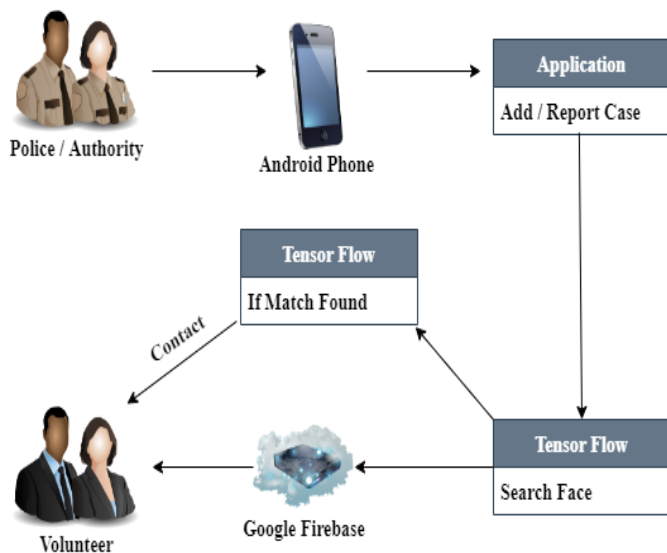 Application
Add / Report Case
Police / Authority
Android Phone
Tensor Flow
If Match Found
Contact
Tensor Flow
Search Face
Google Firebase
Volunteer